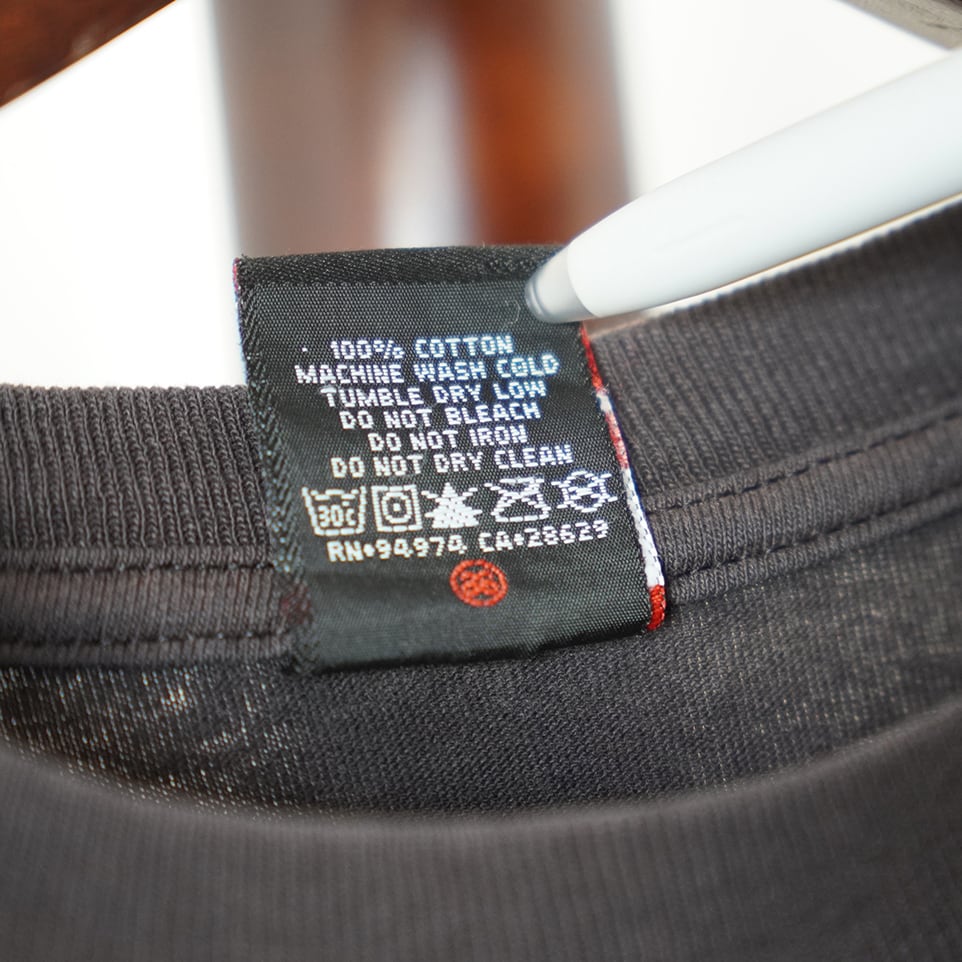 100% COTTON
MACHINE WASH COLD
TUMBLE DRY LOW
DO NOT BLEACH
DO NOT IRON
DO NOT DRY CLEAN
30C
RN•94974 CA•28629